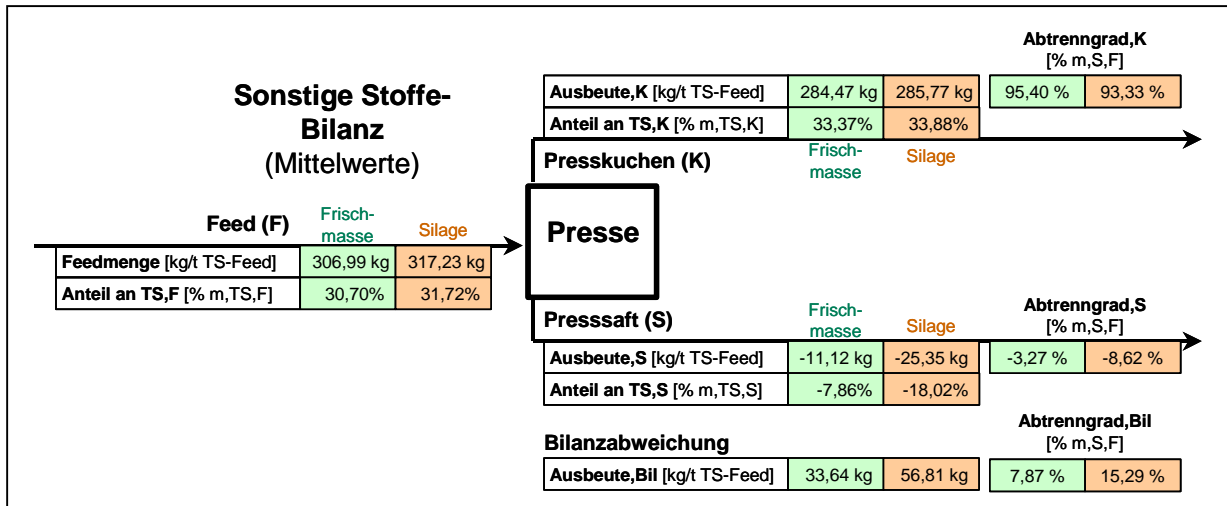 Sonstige Stoffe-
Bilanz
(Mittelwerte)
Abtrenngrad,K
[% m,S,F]
Ausbeute,K [kg/t TS-Feed] 284,47 kg 285,77 kg 95,40 % 93,33 %
Anteil an TS,K [% m,TS,K] 33,37% 33,88%
Presskuchen (K) Frisch-
masse Silage
Feed (F) Frisch-
masse Silage
Feedmenge [kg/t TS-Feed] 306,99 kg 317,23 kg
Anteil an TS,F [% m,TS,F] 30,70% 31,72%
Presse
Presssaft (S) Frisch-
masse Silage
Abtrenngrad,S
[% m,S,F]
Ausbeute,S [kg/t TS-Feed] -11,12 kg -25,35 kg -3,27 % -8,62 %
Anteil an TS,S [% m,TS,S] -7,86% -18,02%
Bilanzabweichung
Abtrenngrad,Bil
[% m,S,F]
Ausbeute,Bil [kg/t TS-Feed] 33,64 kg 56,81 kg 7,87 % 15,29 %